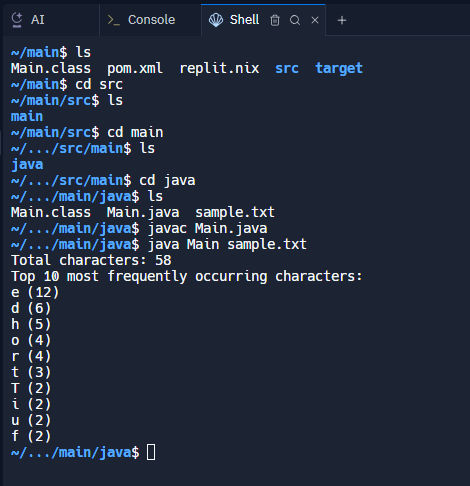 AI Console Shell
~/main$ ls
Main.class pom.xml replit.nix src target
~/main$ cd src
~/main/src$ ls
main
~/main/src$ cd main
~/.../src/main$ ls
java
~/.../src/main$ cd java
~/.../main/java$ ls
Main.class Main.java sample.txt
~/.../main/java$ javac Main.java
~/.../main/java$ java Main sample.txt
Total characters: 58
Top 10 most frequently occurring characters:
e (12)
d (6)
h (5)
o (4)
r (4)
t (3)
T (2)
i (2)
u (2)
f (2)
~/.../main/java$